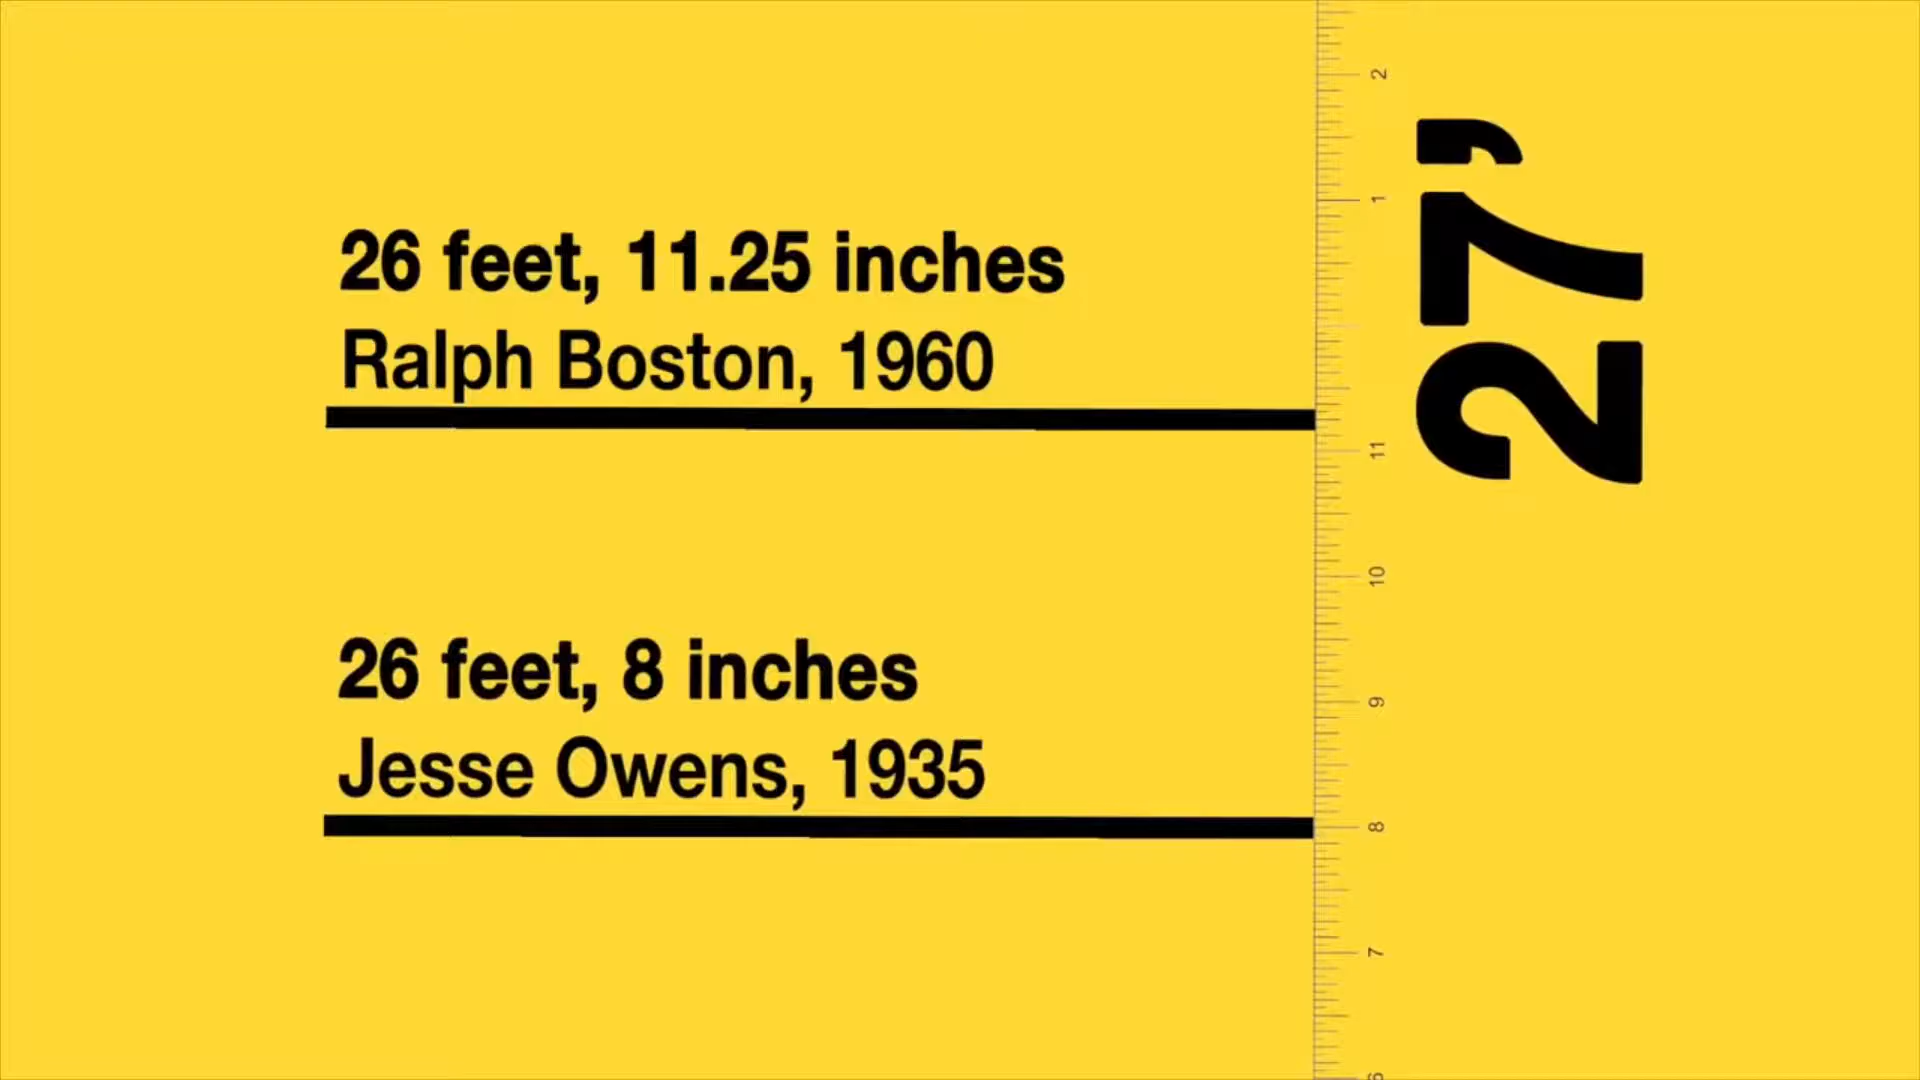 26 feet, 11.25 inches
Ralph Boston, 1960
26 feet, 8 inches
Jesse Owens, 1935
2
1
27’
11
10
9
8
7
6